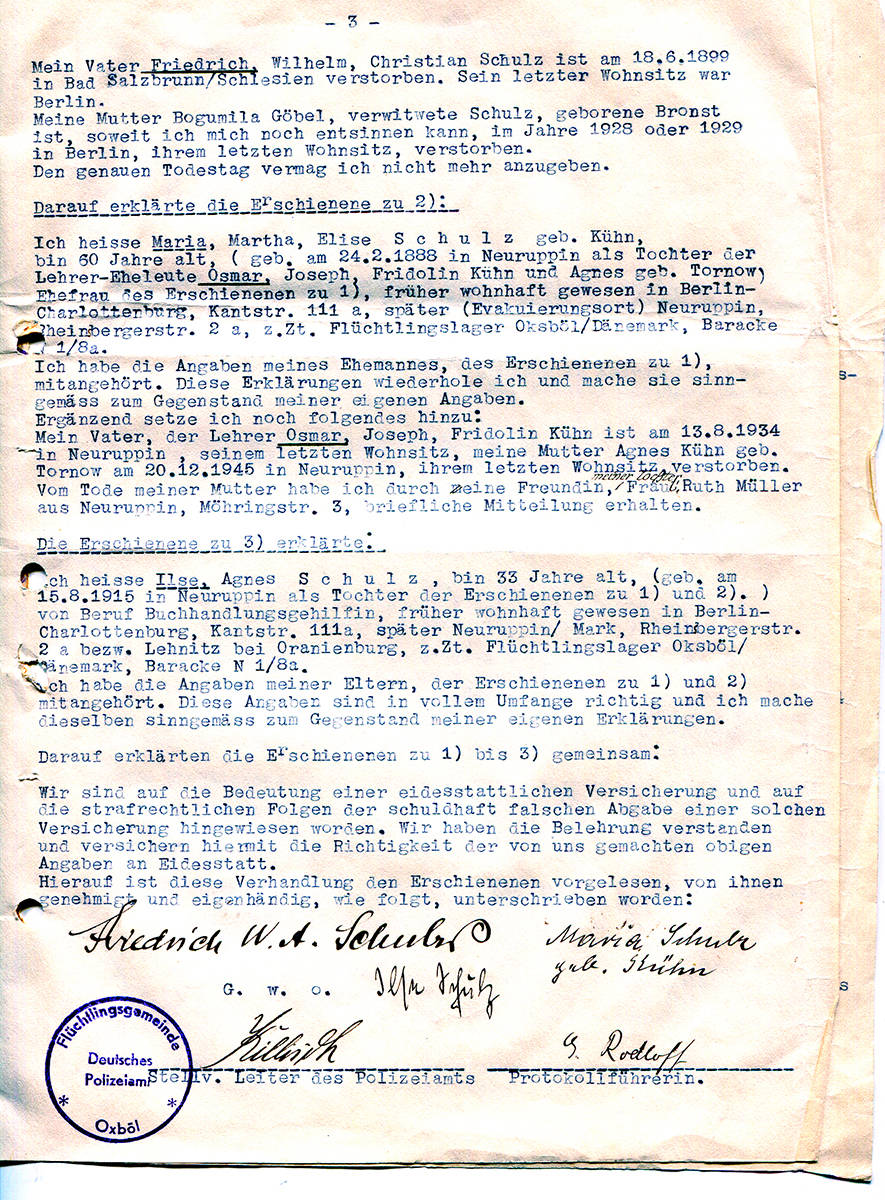 - 3 -
Mein Vater Friedrich, Wilhelm, Christian Schulz ist am 18.6.1899
in Bad Salzbrunn/Schlesien verstorben. Sein letzter Wohnsitz war
Berlin.
Meine Mutter Bogumila Göbel, verwitwete Schulz, geborene Bronst
ist, soweit ich mich noch entsinnen kann, im Jahre 1928 oder 1929
in Berlin, ihrem letzten Wohnsitz, verstorben.
Den genauen Todestag vermag ich nicht mehr anzugeben.
Darauf erklärte die Erschienene zu 2):
Ich heisse Maria, Martha, Elise S c h u l z geb. Kühn,
bin 60 Jahre alt, ( geb. am 24.2.1888 in Neuruppin als Tochter der
Lehrer-Eheleute Osmar, Joseph, Fridolin Kühn und Agnes geb. Tornow)
Ehefrau des Erschienenen zu 1), früher wohnhaft gewesen in Berlin-
Charlottenburg, Kantstr. 111 a, später (Evakuierungsort) Neuruppin,
Rheinsbergerstr. 2 a, z.Zt. Flüchtlingslager Oksböl/Dänemark, Baracke
1/8a.
Ich habe die Angaben meines Ehemannes, des Erschienenen zu 1),
mitangehört. Diese Erklärungen wiederhole ich und mache sie sinn-
gemäss zum Gegenstand meiner eigenen Angaben.
Ergänzend setze ich noch folgendes hinzu:
Mein Vater, der Lehrer Osmar, Joseph, Fridolin Kühn ist am 13.8.1934
in Neuruppin , seinem letzten Wohnsitz, meine Mutter Agnes Kühn geb.
Tornow am 20.12.1945 in Neuruppin, ihrem letzten Wohnsitz verstorben.
meiner Tochter,
Vom Tode meiner Mutter habe ich durch eine Freundin, Fräul. Ruth Müller
aus Neuruppin, Möhringstr. 3, briefliche Mitteilung erhalten.
Die Erschienene zu 3) erklärte:
Ich heisse Ilse, Agnes S c h u l z , bin 33 Jahre alt, (geb. am
15.8.1915 in Neuruppin als Tochter der Erschienenen zu 1) und 2). )
von Beruf Buchhandlungsgehilfin, früher wohnhaft gewesen in Berlin-
Charlottenburg, Kantstr. 111a, später Neuruppin/ Mark, Rheinsbergerstr.
2 a bezw. Lehnitz bei Oranienburg, z.Zt. Flüchtlingslager Oksböl/
Dänemark, Baracke N 1/8a.
Ich habe die Angaben meiner Eltern, der Erschienenen zu 1) und 2)
mitangehört. Diese Angaben sind in vollem Umfange richtig und ich mache
dieselben sinngemäss zum Gegenstand meiner eigenen Erklärungen.
Darauf erklärten die Erschienenen zu 1) bis 3) gemeinsam:
Wir sind auf die Bedeutung einer eidesstattlichen Versicherung und auf
die strafrechtlichen Folgen der schuldhaft falschen Abgabe einer solchen
Versicherung hingewiesen worden. Wir haben die Belehrung verstanden
und versichern hiermit die Richtigkeit der von uns gemachten obigen
Angaben an Eidesstatt.
Hierauf ist diese Verhandlung den Erschienenen vorgelesen, von ihnen
genehmigt und eigenhändig, wie folgt, unterschrieben worden:
Friedrich W. A. Schulz Maria Schulz
geb. Kühn
G. w. o. Ilse Schulz
G. Rodloff
Stellv. Leiter des Polizeiamts Protokollführerin.
Flüchtlingsgemeinde
Deutsches
Polizeiamt
* *
Oxböl